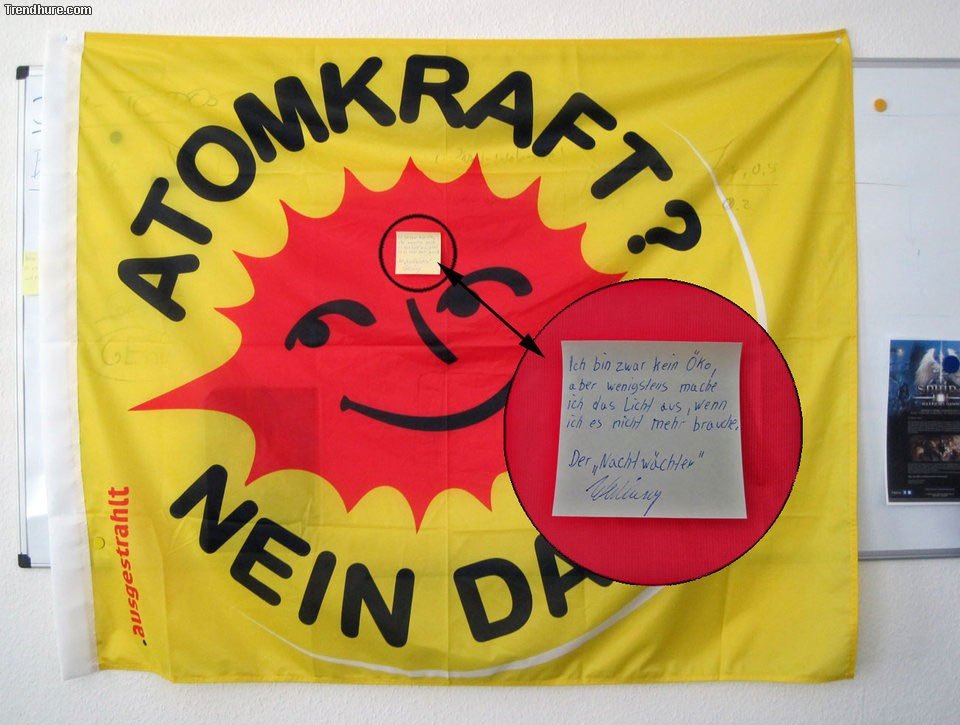 Trendhure.com
ATOMKRAFT?
NEIN DA
.ausgestrahlt
Ich bin zwar kein Öko,
aber wenigstens mache
ich das Licht aus, wenn
ich es nicht mehr brauche.
Der „Nachtwächter"